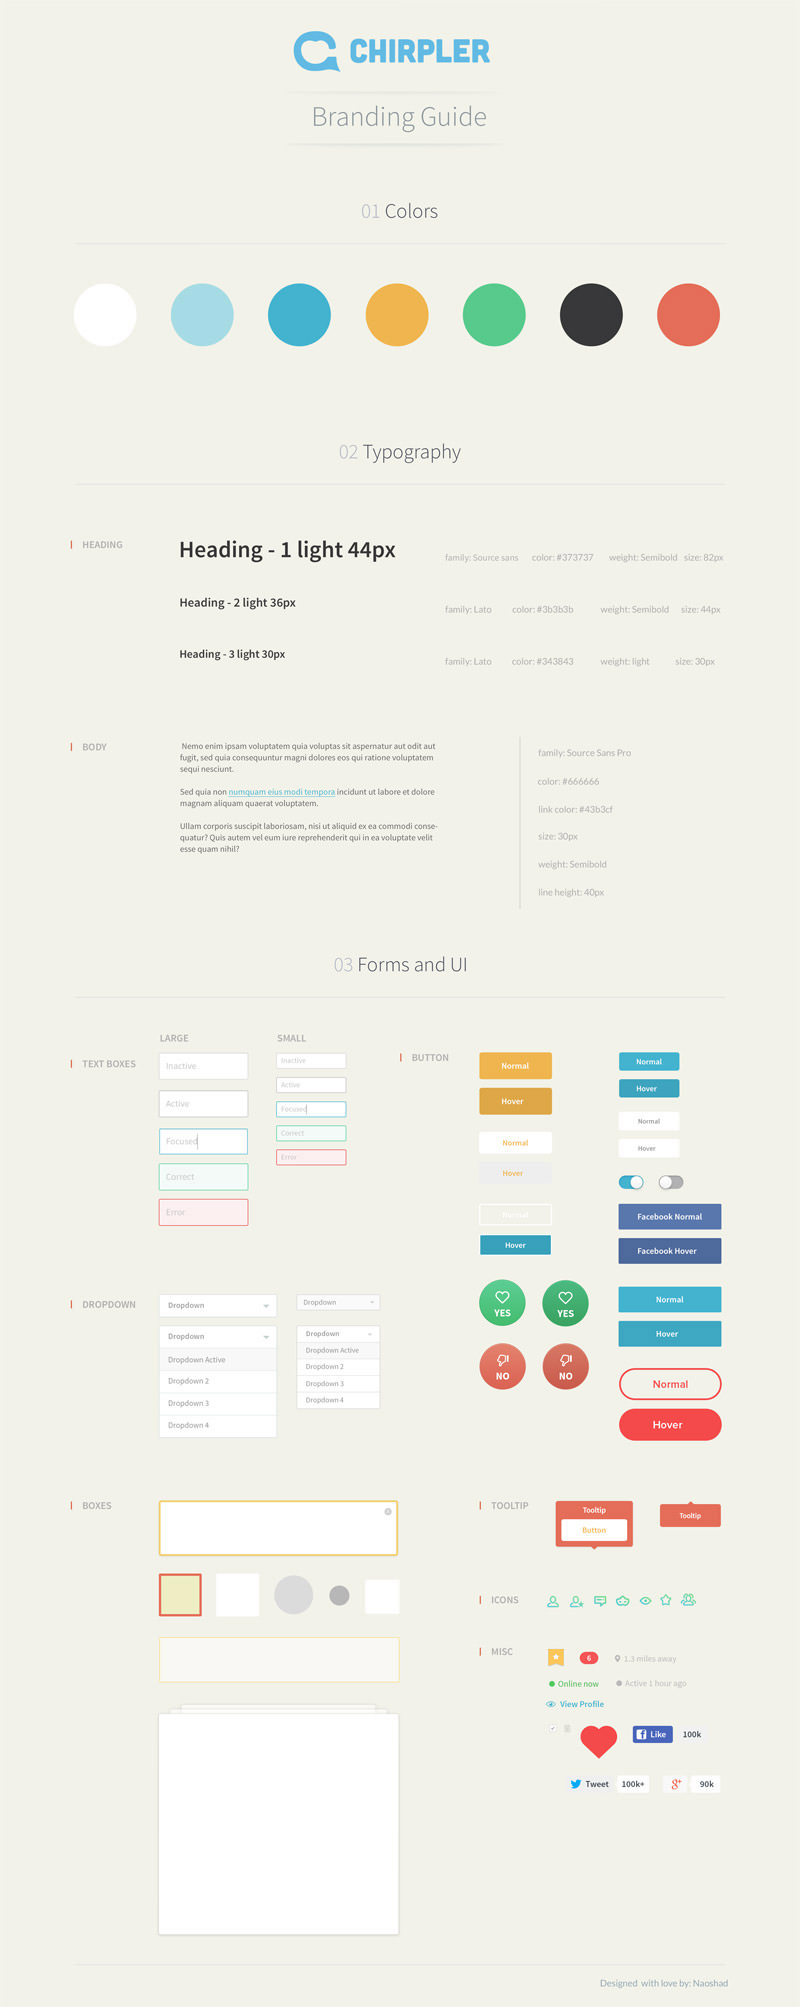 CHIRPLER
Branding Guide
01 Colors
02 Typography
HEADING
Heading - 1 light 44px
family: Source sans color: #373737 weight: Semibold size: 82px
Heading - 2 light 36px
family: Lato color: #3b3b3b weight: Semibold size: 44px
Heading - 3 light 30px
family: Lato color: #343843 weight: light size: 30px
BODY
Nemo enim ipsam voluptatem quia voluptas sit aspernatur aut odit aut
fugit, sed quia consequuntur magni dolores eos qui ratione voluptatem
sequi nesciunt.
Sed quia non numquam eius modi tempora incidunt ut labore et dolore
magnam aliquam quaerat voluptatem.
Ullam corporis suscipit laboriosam, nisi ut aliquid ex ea commodi conse-
quatur? Quis autem vel eum iure reprehenderit qui in ea voluptate velit
esse quam nihil?
family: Source Sans Pro
color: #666666
link color: #43b3cf
size: 30px
weight: Semibold
line height: 40px
03 Forms and UI
TEXT BOXES
LARGE
Inactive
Active
Focused
Correct
Error
SMALL
Inactive
Active
Focused
Correct
Error
BUTTON
Normal
Hover
Normal
Hover
Normal
Hover
YES
YES
NO
NO
Normal
Hover
Normal
Hover
Facebook Normal
Facebook Hover
Normal
Hover
Normal
Hover
DROPDOWN
Dropdown
Dropdown
Dropdown Active
Dropdown 2
Dropdown 3
Dropdown 4
Dropdown
Dropdown
Dropdown Active
Dropdown 2
Dropdown 3
Dropdown 4
BOXES
TOOLTIP
Tooltip
Button
Tooltip
ICONS
MISC
6
1.3 miles away
Online now
Active 1 hour ago
View Profile
Like 100k
Tweet 100k+
g+ 90k
Designed with love by: Naoshad